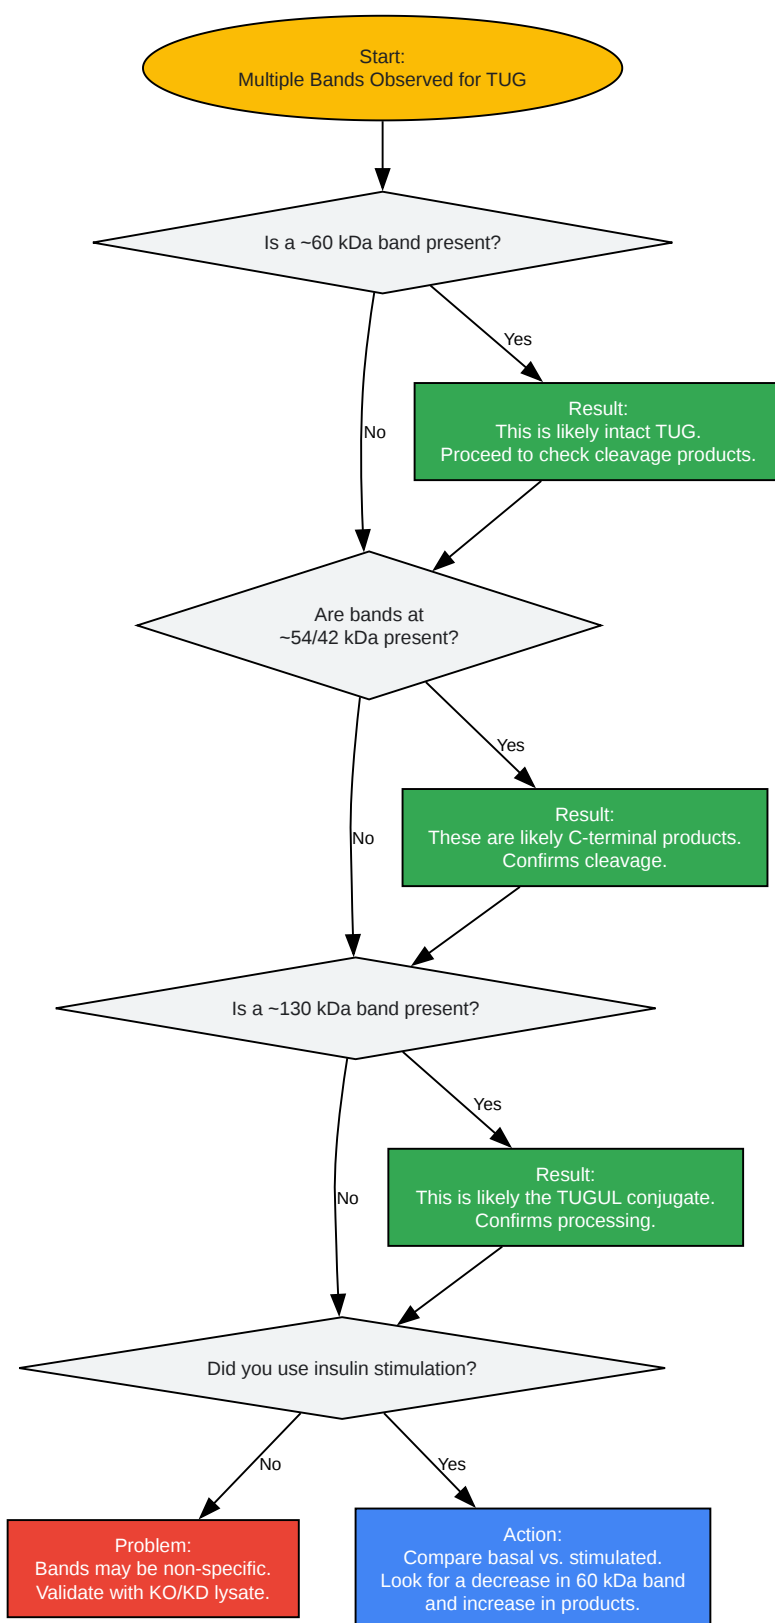 Start:
Multiple Bands Observed for TUG
Is a ~60 kDa band present?
Yes
Result:
This is likely intact TUG.
Proceed to check cleavage products.
No
Are bands at
~54/42 kDa present?
Yes
Result:
These are likely C-terminal products.
Confirms cleavage.
No
Is a ~130 kDa band present?
Yes
Result:
This is likely the TUGUL conjugate.
Confirms processing.
No
Did you use insulin stimulation?
No
Yes
Problem:
Bands may be non-specific.
Validate with KO/KD lysate.
Action:
Compare basal vs. stimulated.
Look for a decrease in 60 kDa band
and increase in products.